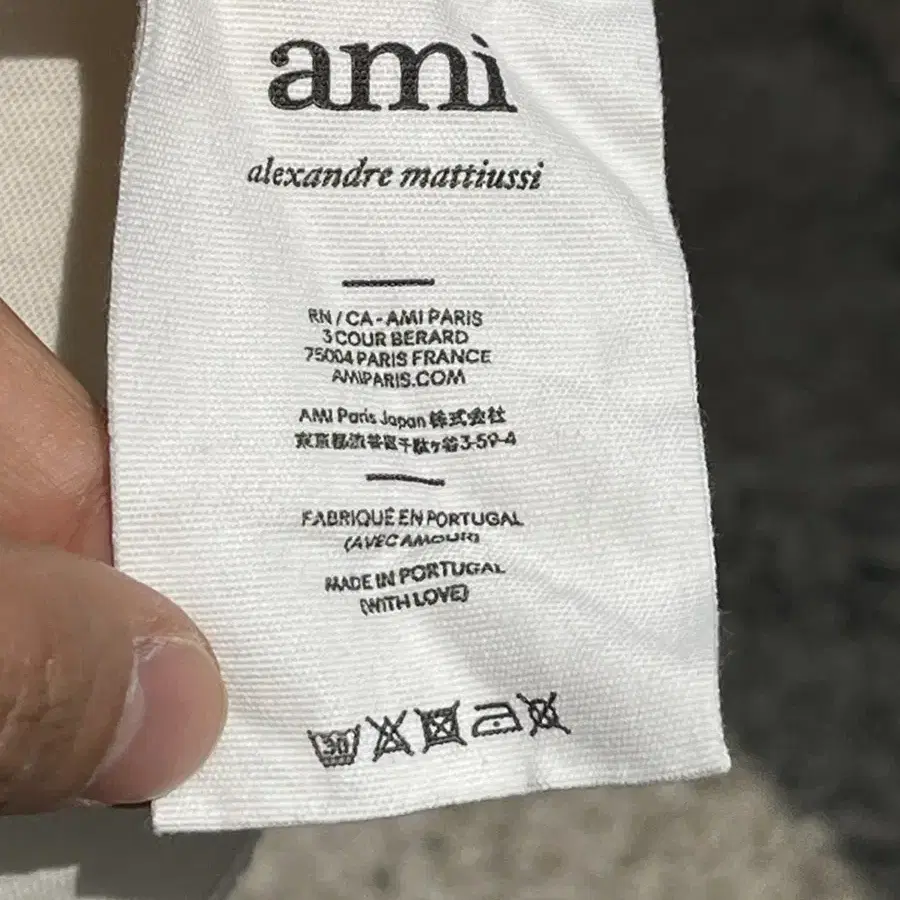 ami
alexandre mattiussi
RN / CA - AMI PARIS
3 COUR BERARD
75004 PARIS FRANCE
AMIPARIS.COM
AMI Paris Japan 株式会社
東京都渋谷区千駄ヶ谷3-59-4
FABRIQUÉ EN PORTUGAL
(AVEC AMOUR)
MADE IN PORTUGAL
(WITH LOVE)
30